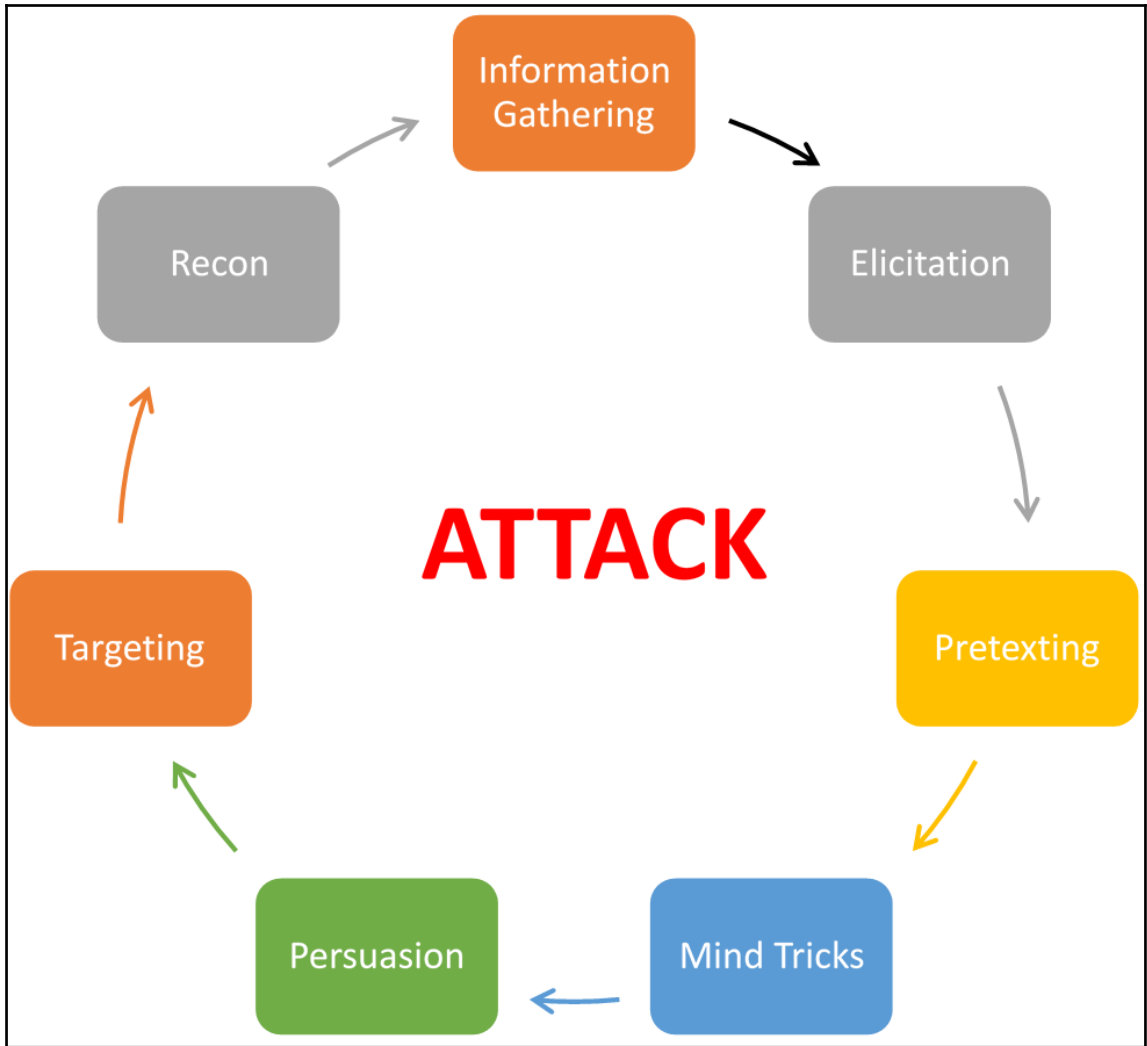 Information
Gathering
Elicitation
Pretexting
Mind Tricks
Persuasion
Targeting
Recon
ATTACK